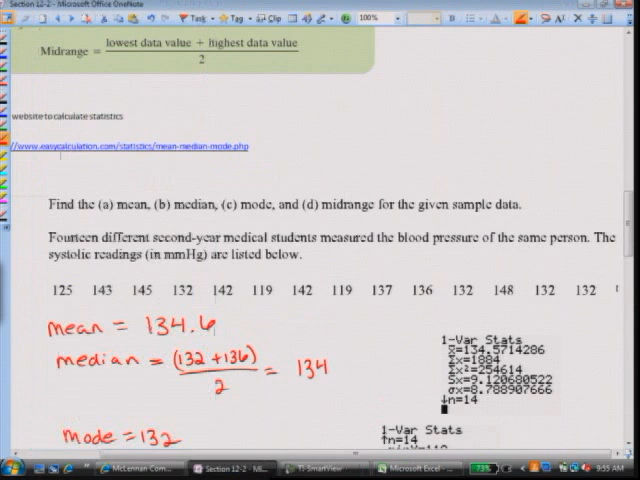 Section 12-2 - Microsoft Office OneNote
Task Tag Clip 100% B
Midrange = lowest data value + highest data value
2
website to calculate statistics
//www.easycalculation.com/statistics/mean-median-mode.php
Find the (a) mean, (b) median, (c) mode, and (d) midrange for the given sample data.
Fourteen different second-year medical students measured the blood pressure of the same person. The
systolic readings (in mmHg) are listed below.
125 143 145 132 142 119 142 119 137 136 132 148 132 132
mean = 134.6
median = (132 + 136) = 134
2
1-Var Stats
x̄=134.5714286
Σx=1884
Σx²=254614
Sx=9.120680522
σx=8.788907666
↓n=14
mode = 132
1-Var Stats
↑n=14
McLennan Com... Section 12-2 - Mi... TI-SmartView Microsoft Excel - ... 73% 9:55 AM